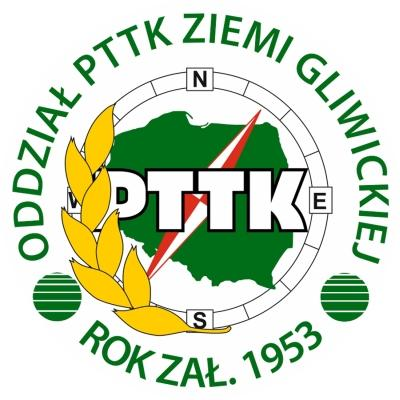 ODDZIAŁ PTTK ZIEMI GLIWICKIEJ
N
W PTTK E
S
ROK ZAŁ. 1953